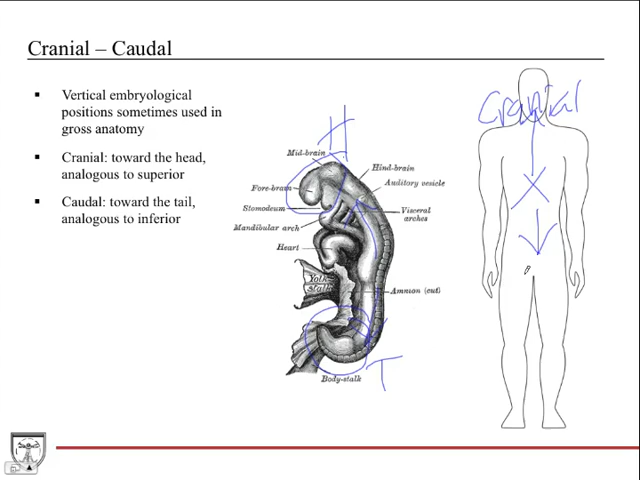 Cranial – Caudal
Vertical embryological
positions sometimes used in
gross anatomy
Cranial: toward the head,
analogous to superior
Caudal: toward the tail,
analogous to inferior
H
Mid-brain
Hind-brain
Fore-brain
Auditory vesicle
Stomodeum
Visceral
arches
Mandibular arch
Heart
Yolk
stalk
Amnion (cut)
Body-stalk
T
Cranial
X